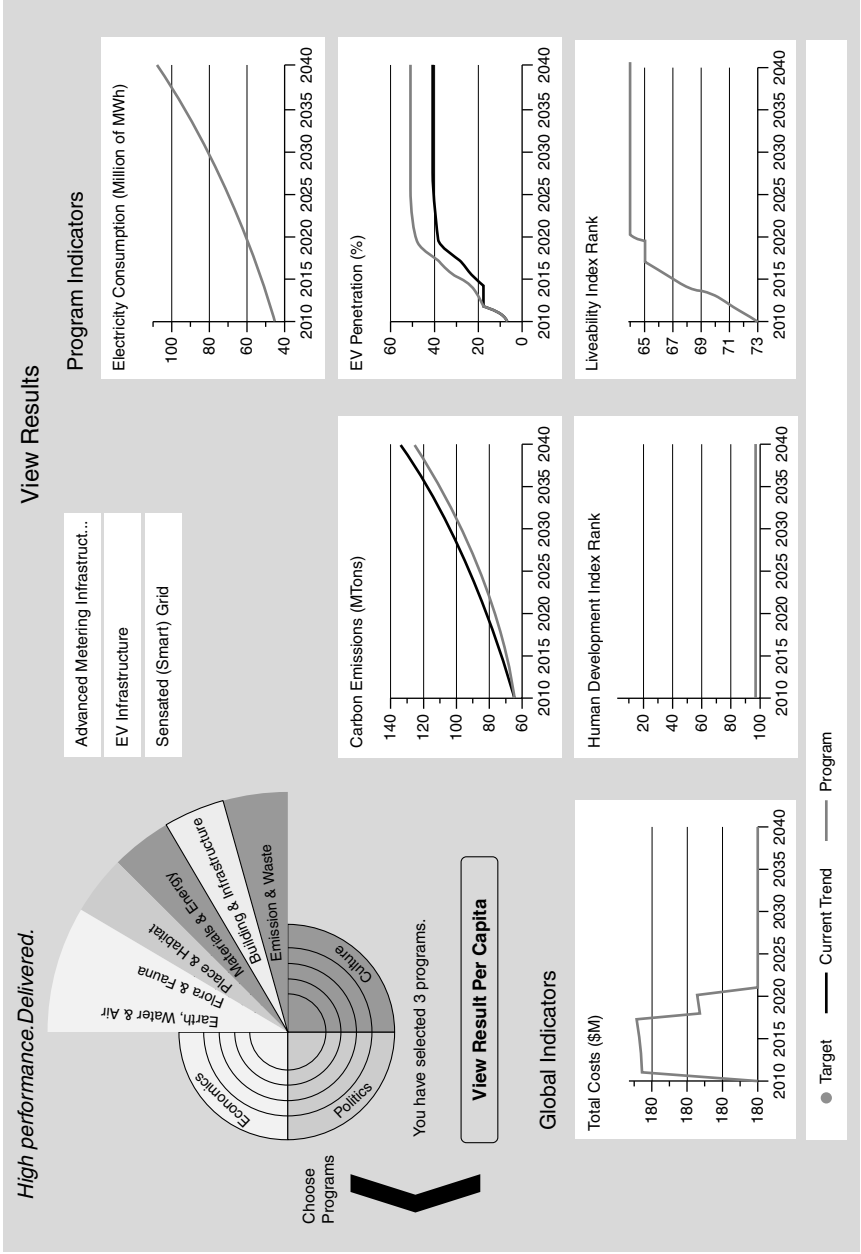 High performance.Delivered.
View Results
Earth, Water & Air
Flora & Fauna
Place & Habitat
Materials & Energy
Building & Infrastructure
Emission & Waste
Economics
Culture
Politics
Advanced Metering Infrastruct...
EV Infrastructure
Sensated (Smart) Grid
Choose
Programs
You have selected 3 programs.
View Result Per Capita
Program Indicators
Electricity Consumption (Million of MWh)
100
80
60
40
2010 2015 2020 2025 2030 2035 2040
Carbon Emissions (MTons)
140
120
100
80
60
2010 2015 2020 2025 2030 2035 2040
EV Penetration (%)
60
40
20
0
2010 2015 2020 2025 2030 2035 2040
Global Indicators
Total Costs ($M)
180
180
180
180
2010 2015 2020 2025 2030 2035 2040
Human Development Index Rank
20
40
60
80
100
2010 2015 2020 2025 2030 2035 2040
Liveability Index Rank
65
67
69
71
73
2010 2015 2020 2025 2030 2035 2040
Target Current Trend Program